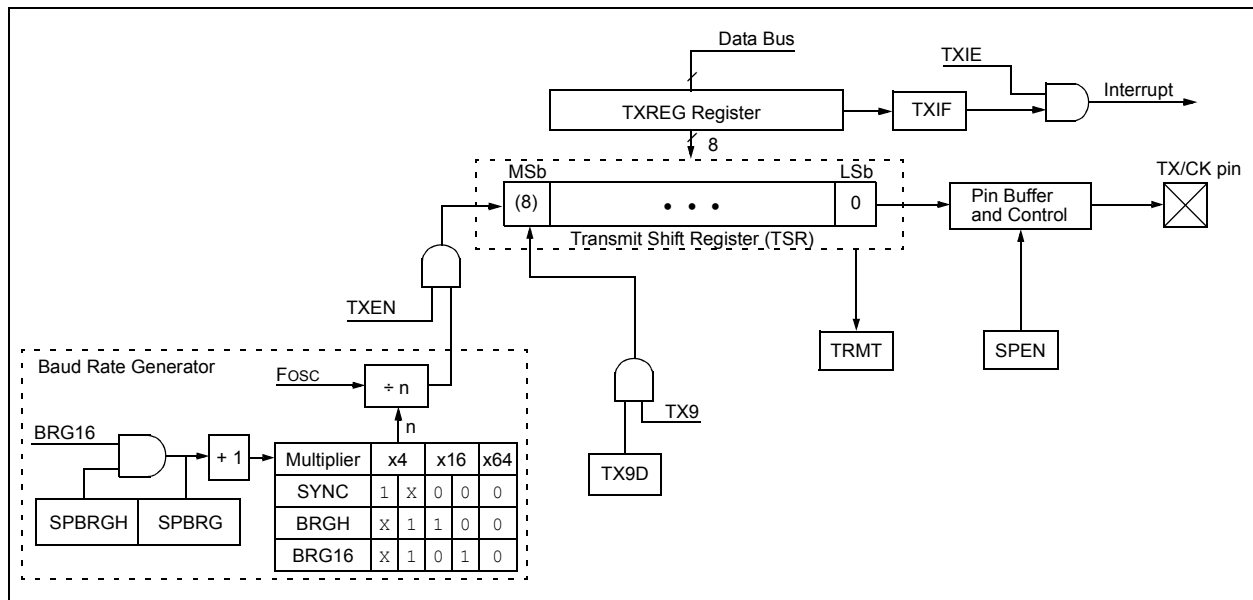 Data Bus
TXIE
Interrupt
TXREG Register
TXIF
8
MSb
LSb
TX/CK pin
(8)
• • •
0
Pin Buffer
and Control
Transmit Shift Register (TSR)
TXEN
TRMT
SPEN
Baud Rate Generator
FOSC
÷ n
TX9
n
BRG16
+ 1
Multiplier x4 x16 x64
TX9D
SYNC 1 X 0 0 0
SPBRGH SPBRG
BRGH X 1 1 0 0
BRG16 X 1 0 1 0